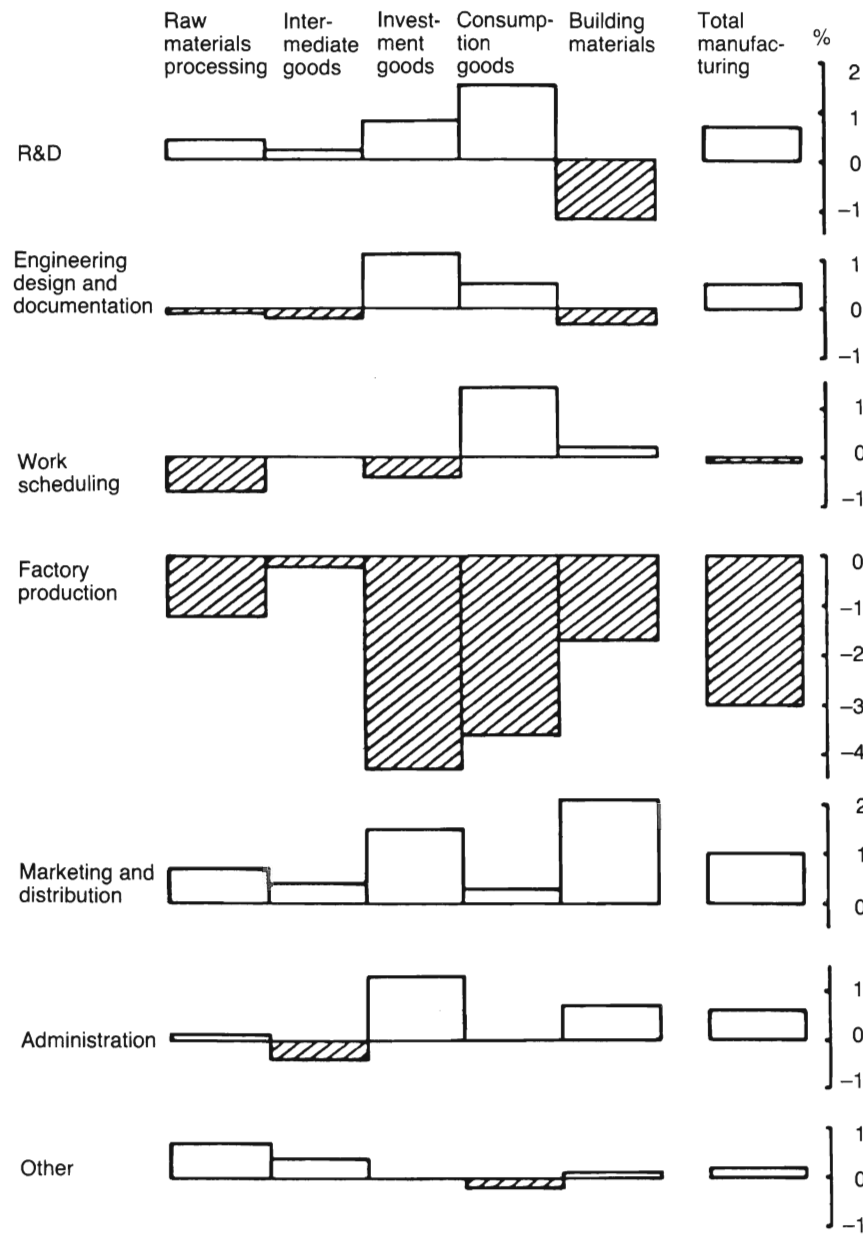 Raw
materials
processing
Inter-
mediate
goods
Invest-
ment
goods
Consump-
tion
goods
Building
materials
Total
manufac-
turing
%
R&D
2
1
0
–1
Engineering
design and
documentation
1
0
–1
Work
scheduling
1
0
–1
Factory
production
0
–1
–2
–3
–4
Marketing and
distribution
2
1
0
Administration
1
0
–1
Other
1
0
–1